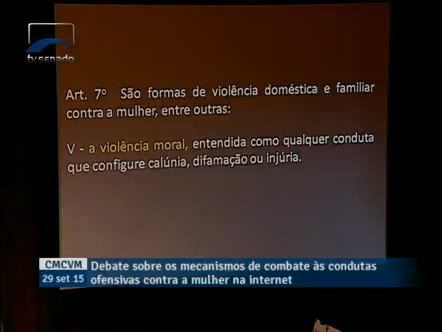 tv senado
Art. 7º São formas de violência doméstica e familiar
contra a mulher, entre outras:
V - a violência moral, entendida como qualquer conduta
que configure calúnia, difamação ou injúria.
CMCVM
Debate sobre os mecanismos de combate às condutas
29 set 15
ofensivas contra a mulher na internet